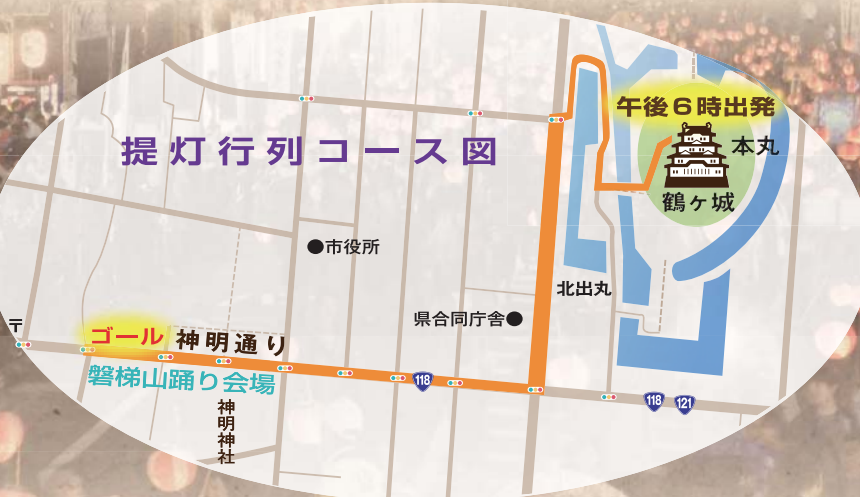 午後６時出発
提灯行列コース図
本丸
鶴ヶ城
●市役所
北出丸
県合同庁舎●
〒
ゴール
神明通り
118
磐梯山踊り会場
118
121
神明神社